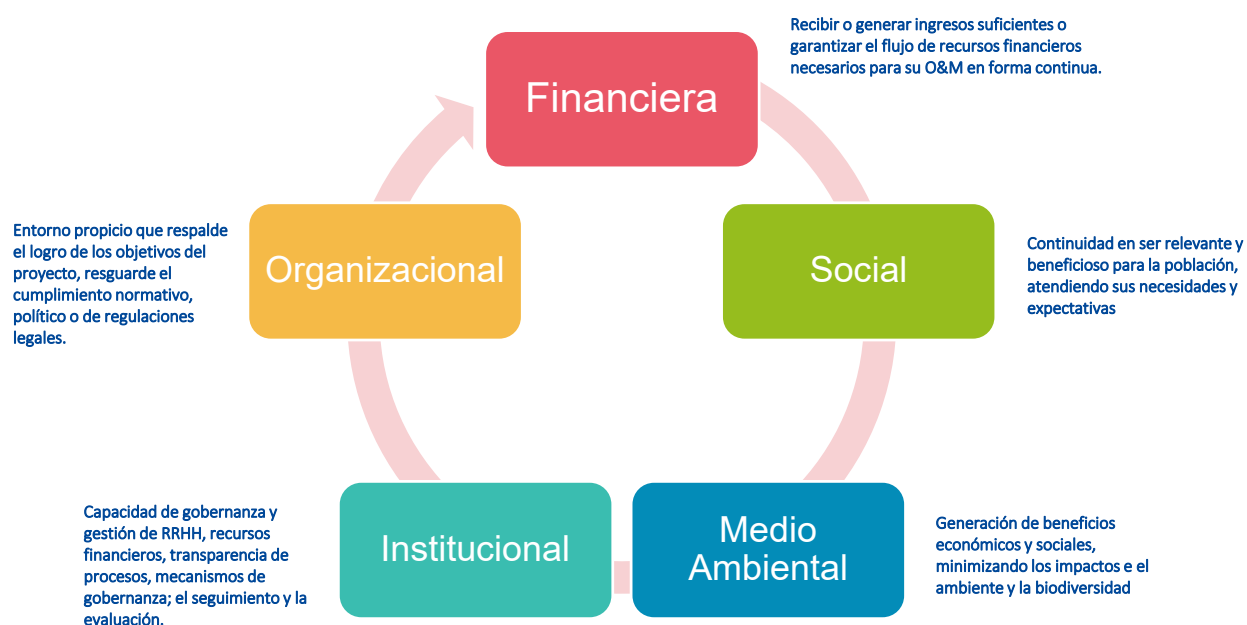 Recibir o generar ingresos suficientes o
garantizar el flujo de recursos financieros
necesarios para su O&M en forma continua.
Financiera
Entorno propicio que respalde
el logro de los objetivos del
proyecto, resguarde el
cumplimiento normativo,
político o de regulaciones
legales.
Organizacional
Social
Continuidad en ser relevante y
beneficioso para la población,
atendiendo sus necesidades y
expectativas
Capacidad de gobernanza y
gestión de RRHH, recursos
financieros, transparencia de
procesos, mecanismos de
gobernanza; el seguimiento y la
evaluación.
Institucional
Medio
Ambiental
Generación de beneficios
económicos y sociales,
minimizando los impactos e el
ambiente y la biodiversidad